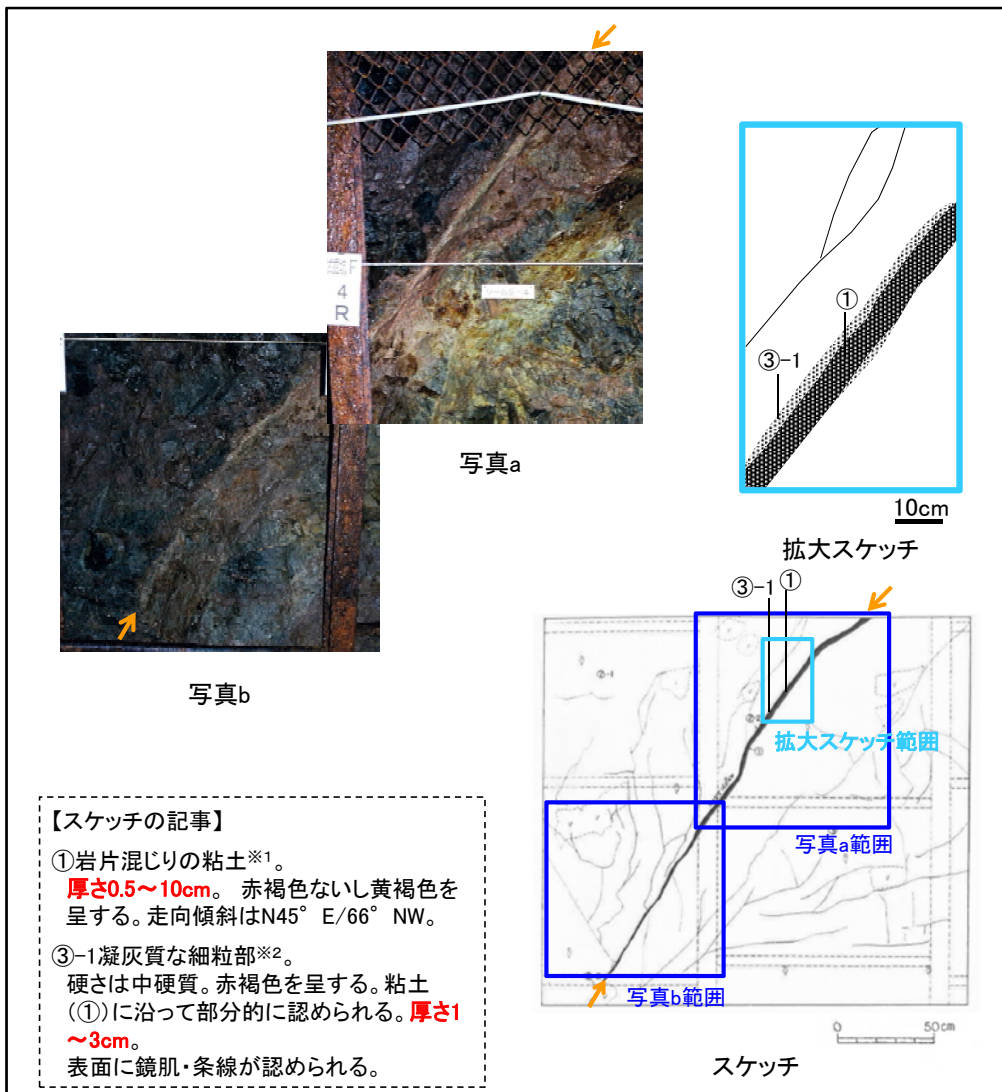 F
4
R
写真a
写真b
①
③-1
10cm
拡大スケッチ
③-1
①
②-1
拡大スケッチ範囲
写真a範囲
写真b範囲
0 50cm
スケッチ
【スケッチの記事】
①岩片混じりの粘土※1。
厚さ0.5～10cm。 赤褐色ないし黄褐色を
呈する。走向傾斜はN45°E/66°NW。
③-1凝灰質な細粒部※2。
硬さは中硬質。赤褐色を呈する。粘土
(①)に沿って部分的に認められる。厚さ1
～3cm。
表面に鏡肌・条線が認められる。